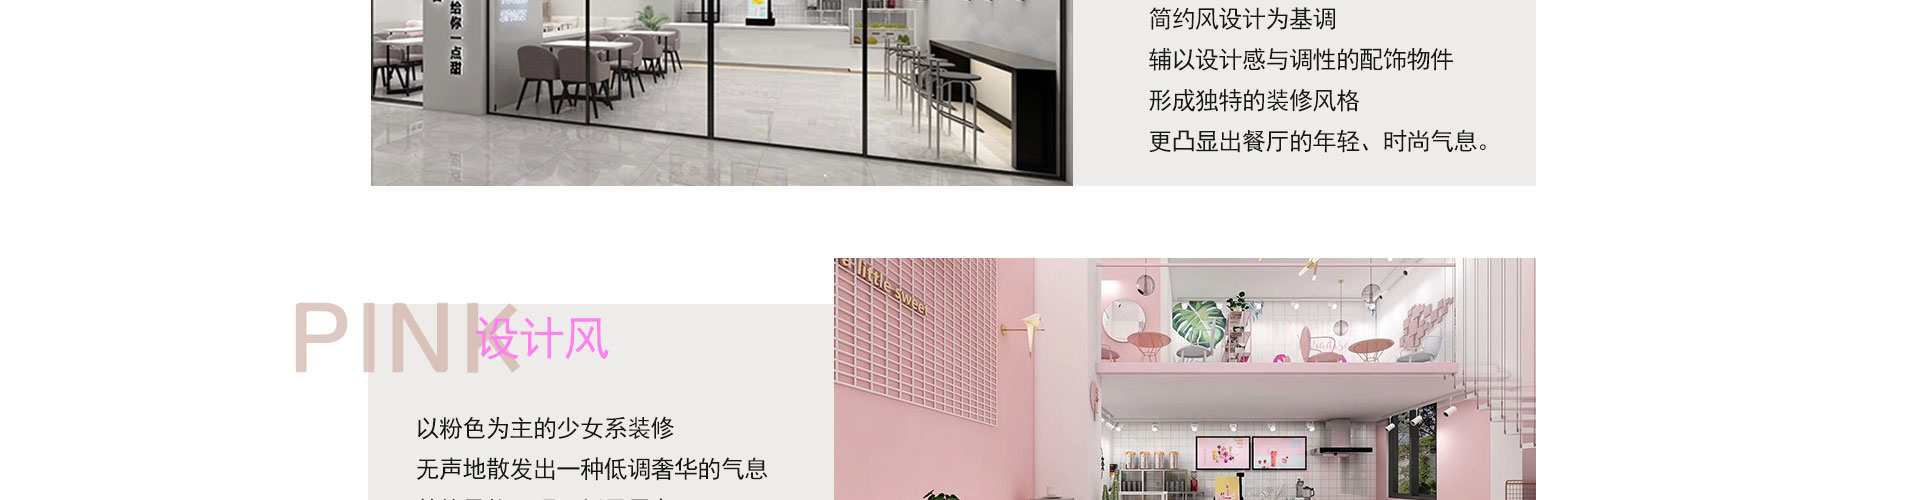 给你一点甜
简约风设计为基调
辅以设计感与调性的配饰物件
形成独特的装修风格
更凸显出餐厅的年轻、时尚气息。
a little sweet
PINK
设计风
以粉色为主的少女系装修
无声地散发出一种低调奢华的气息